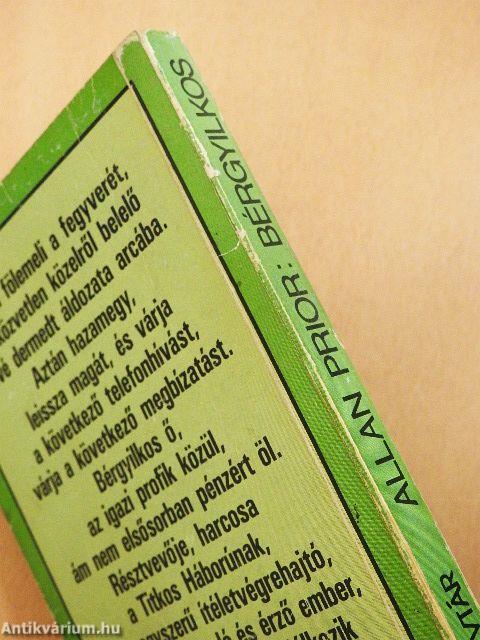 fölemeli a fegyverét,
közvetlen közelről belelő
dermedt áldozata arcába.
Aztán hazamegy,
leissza magát, és várja
a következő telefonhívást,
várja a következő megbízatást.
Bérgyilkos ő,
az igazi profik közül,
ám nem elsősorban pénzért öl.
Résztvevője, harcosa
a Titkos Háborúnak,
ítéletvégrehajtó,
és érző ember,
ALLAN PRIOR: BÉRGYILKOS
Antikvárium.hu